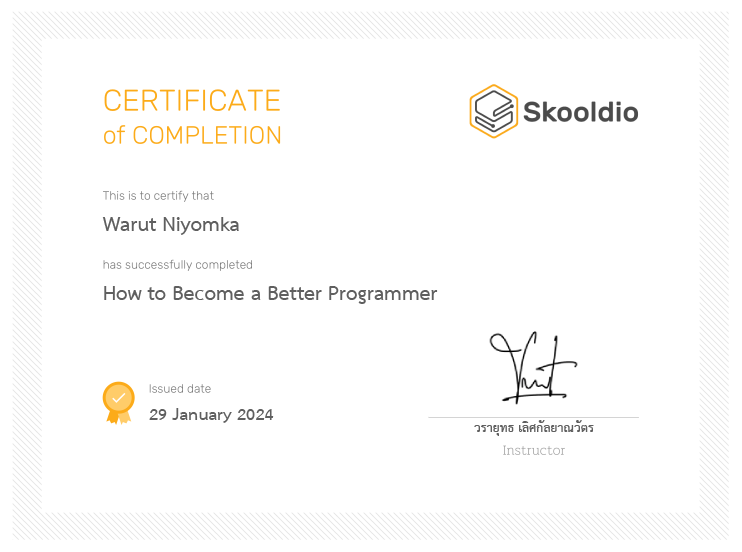 CERTIFICATE
of COMPLETION
Skooldio
This is to certify that
Warut Niyomka
has successfully completed
How to Become a Better Programmer
Issued date
29 January 2024
วรายุทธ เลิศกัลยาณวัตร
Instructor